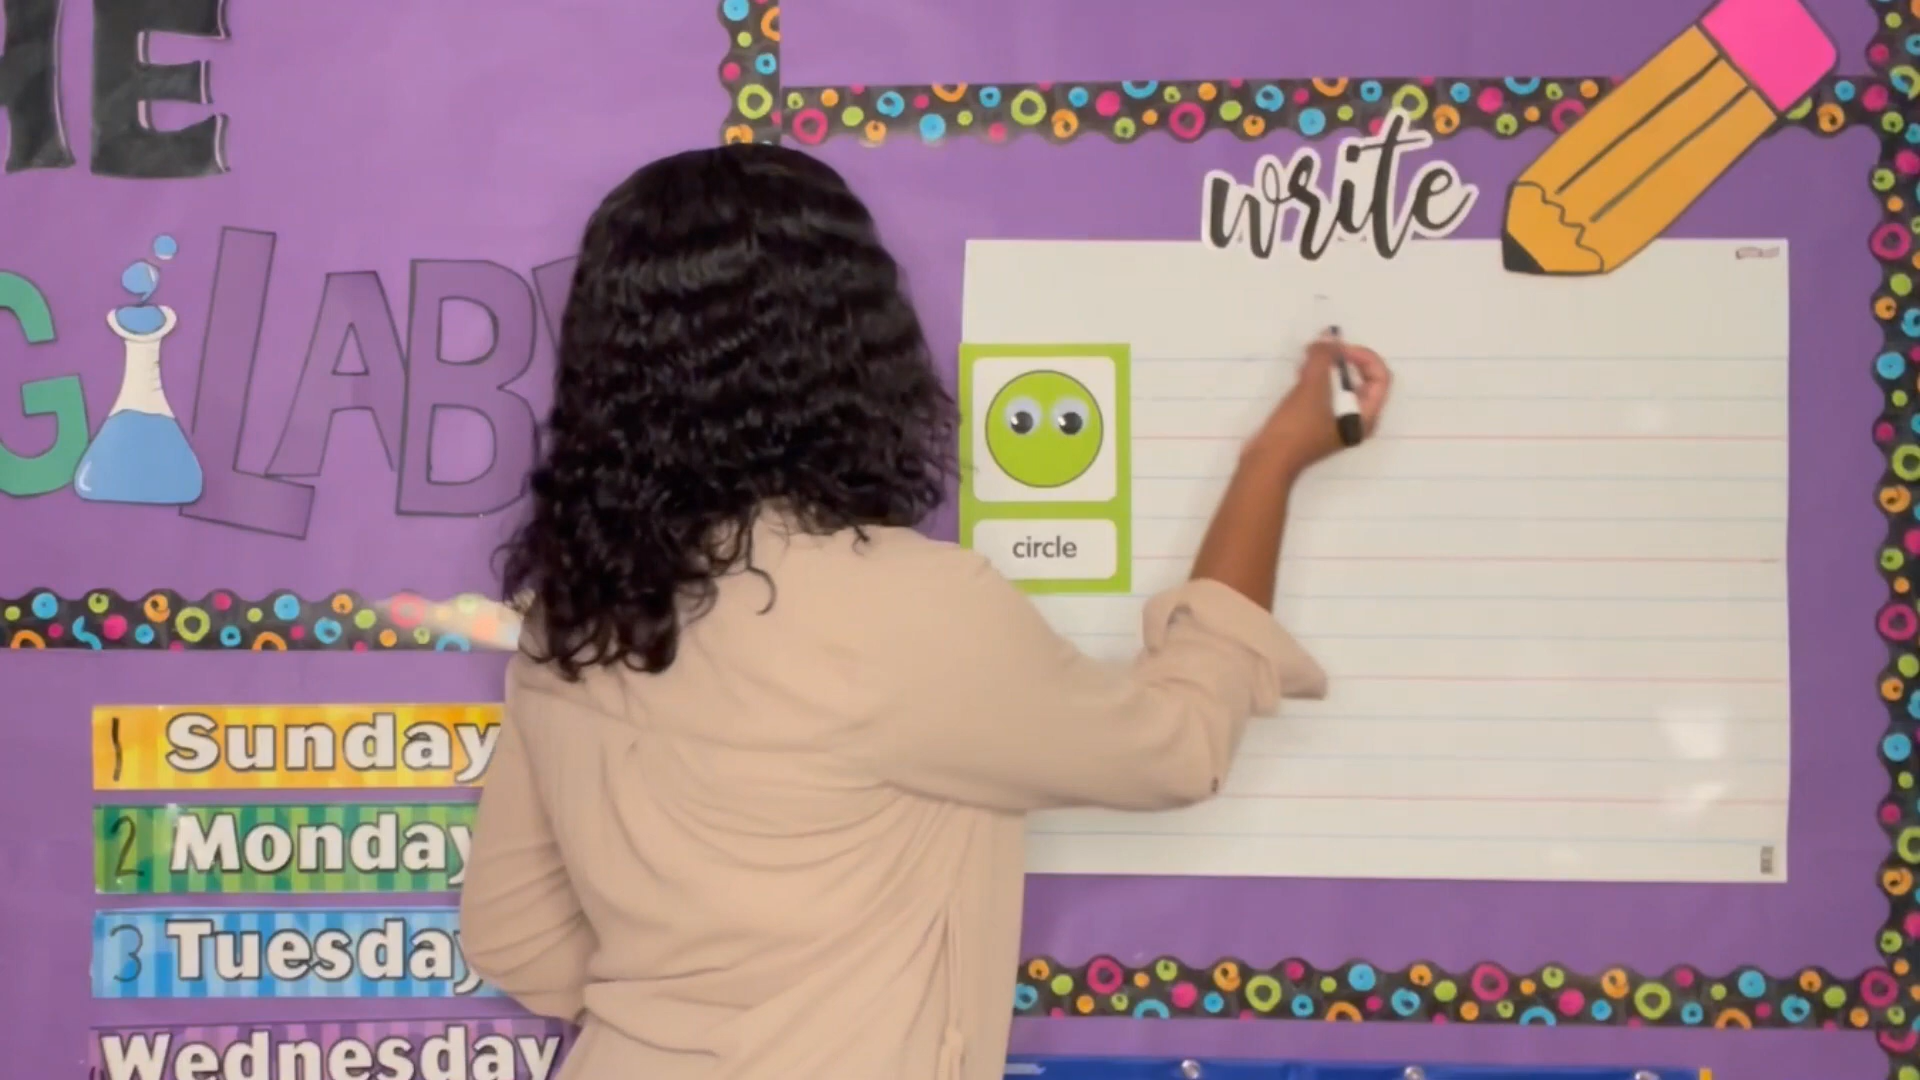 HE
G LAB
write
circle
1 Sunday
2 Monday
3 Tuesday
Wednesday